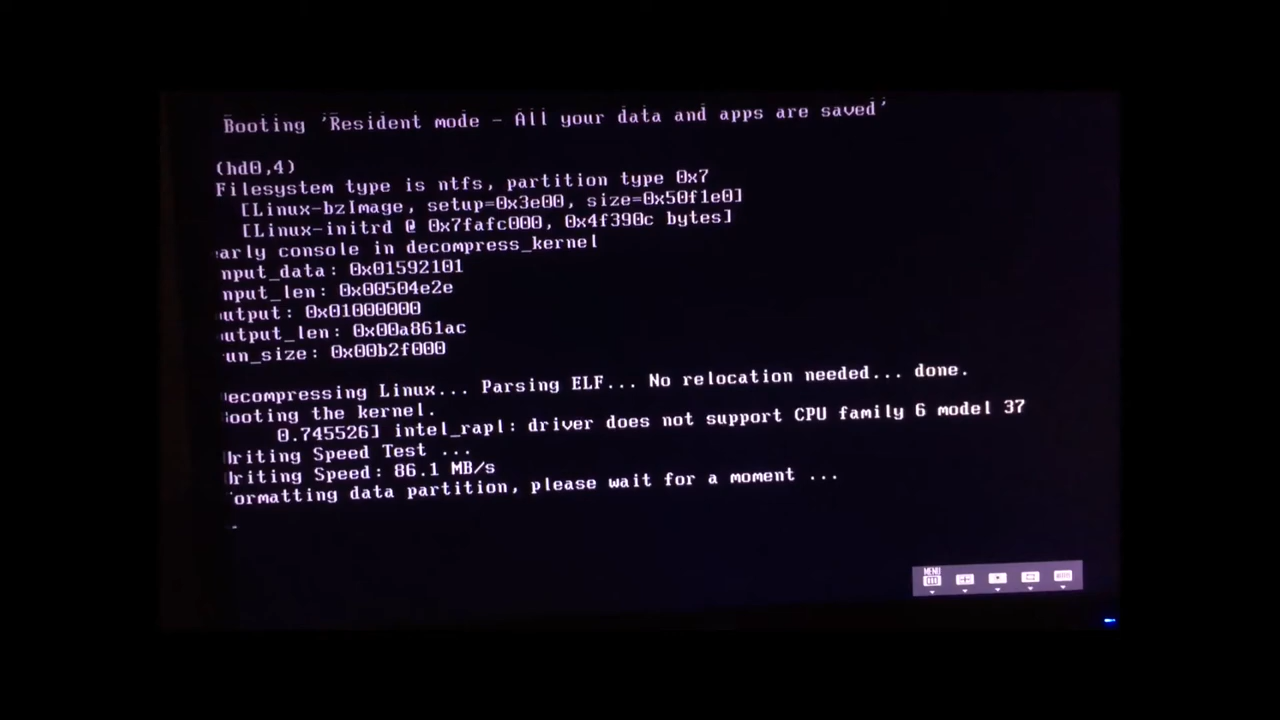 Booting 'Resident mode - All your data and apps are saved'
(hd0,4)
Filesystem type is ntfs, partition type 0x7
[Linux-bzImage, setup=0x3e00, size=0x50f1e0]
[Linux-initrd @ 0x7fafc000, 0x4f390c bytes]
arly console in decompress_kernel
nput_data: 0x01592101
nput_len: 0x00504e2e
utput: 0x01000000
utput_len: 0x00a861ac
un_size: 0x00b2f000
ecompressing Linux... Parsing ELF... No relocation needed... done.
ooting the kernel.
0.745526] intel_rapl: driver does not support CPU family 6 model 37
Writing Speed Test ...
Writing Speed: 86.1 MB/s
ormatting data partition, please wait for a moment ...
MENU
AUTO